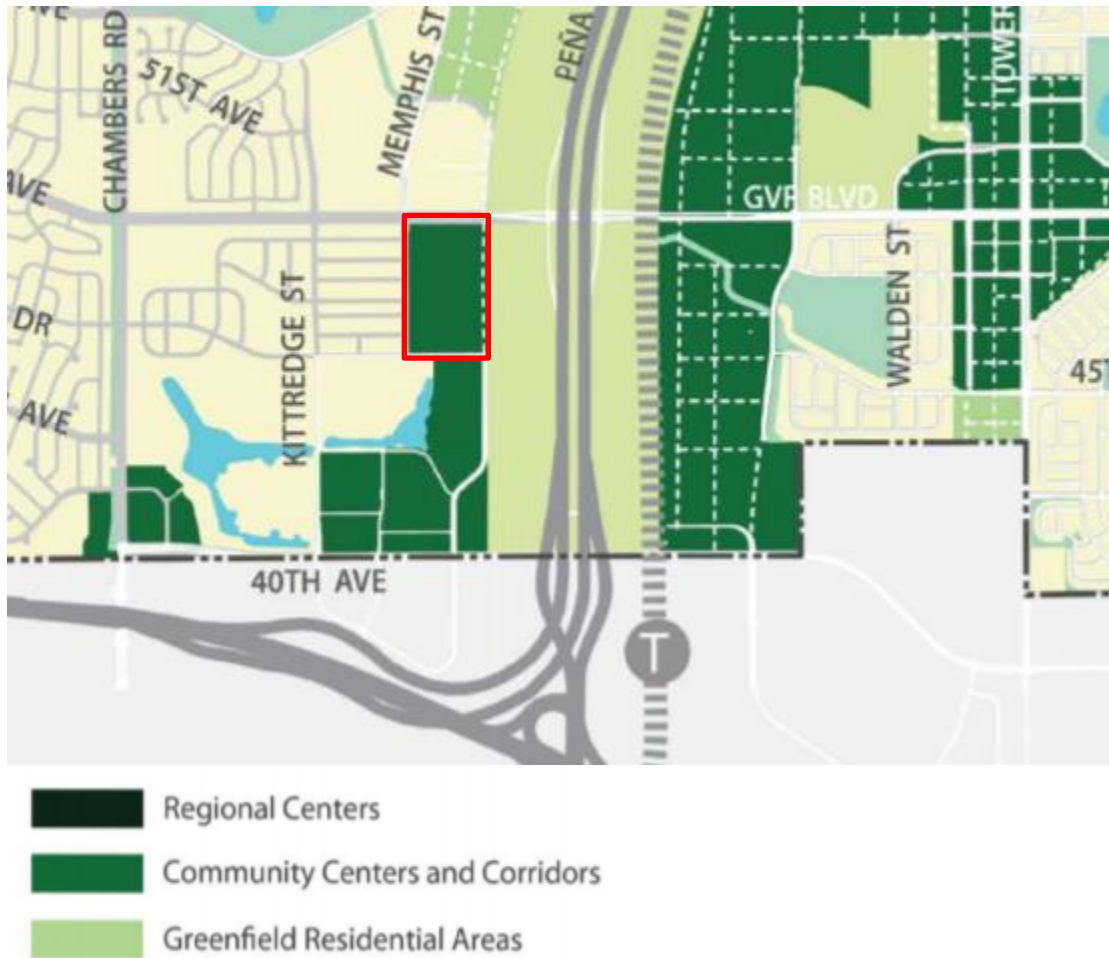 AVE
CHAMBERS RD
51ST AVE
MEMPHIS ST
PEÑA
TOWER
AVE
GVR BLVD
KITTREDGE ST
WALDEN ST
DR
45T
AVE
40TH AVE
T
Regional Centers
Community Centers and Corridors
Greenfield Residential Areas